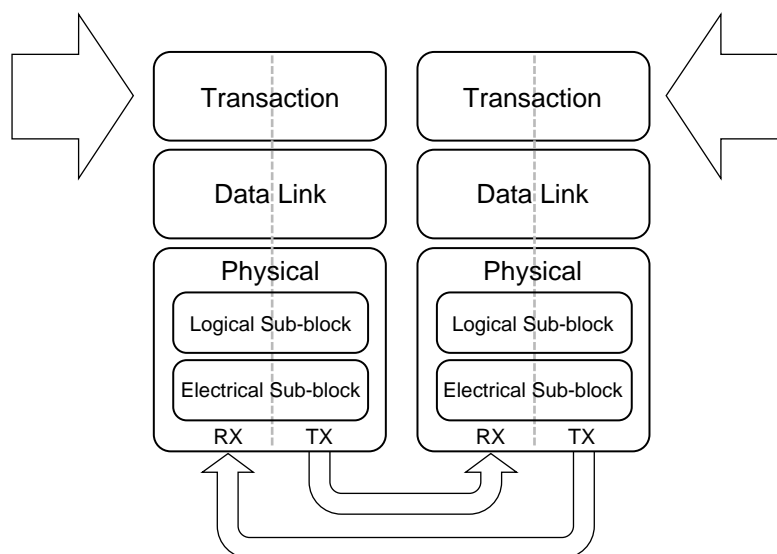 Transaction
Transaction
Data Link
Data Link
Physical
Physical
Logical Sub-block
Logical Sub-block
Electrical Sub-block
Electrical Sub-block
RX TX
RX TX